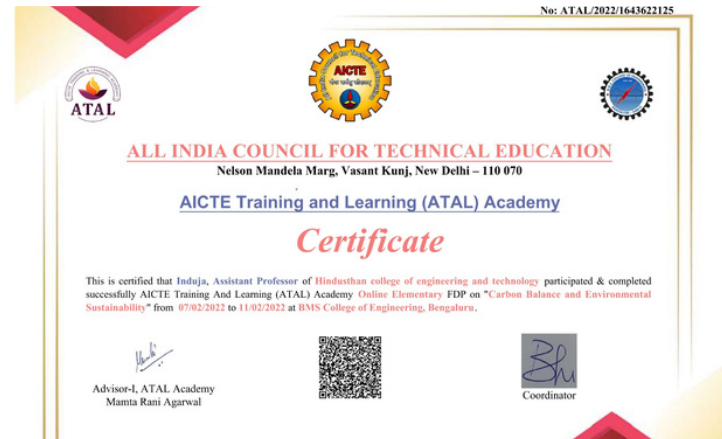 No: ATAL/2022/1643622125
ATAL
AICTE
ALL INDIA COUNCIL FOR TECHNICAL EDUCATION
Nelson Mandela Marg, Vasant Kunj, New Delhi – 110 070
AICTE Training and Learning (ATAL) Academy
Certificate
This is certified that Induja, Assistant Professor of Hindusthan college of engineering and technology participated & completed
successfully AICTE Training And Learning (ATAL) Academy Online Elementary FDP on "Carbon Balance and Environmental
Sustainability" from 07/02/2022 to 11/02/2022 at BMS College of Engineering, Bengaluru.
Advisor-I, ATAL Academy
Mamta Rani Agarwal
Coordinator